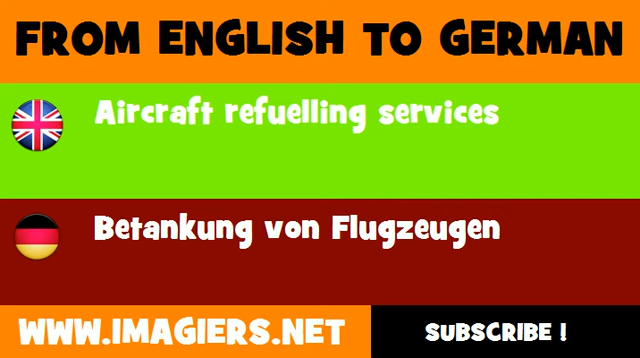 FROM ENGLISH TO GERMAN
Aircraft refuelling services
Betankung von Flugzeugen
WWW.IMAGIERS.NET
SUBSCRIBE !